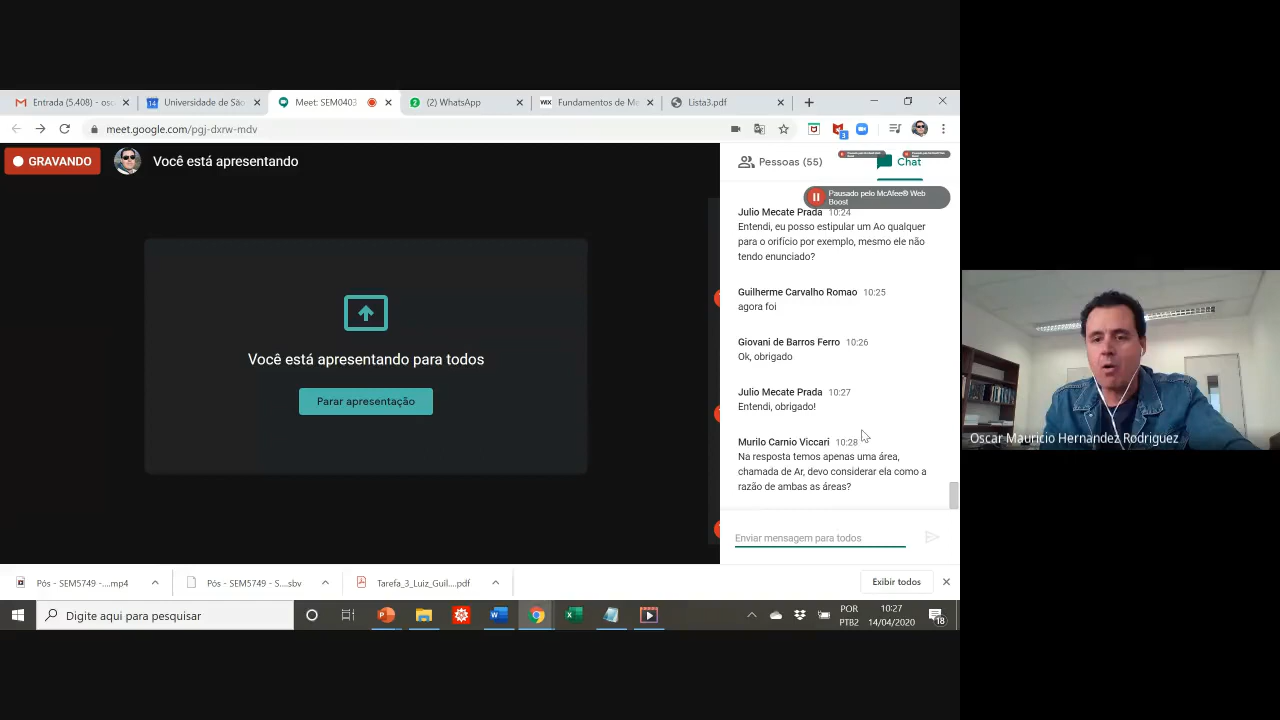 Entrada (5.408) - os
Universidade de São
Meet: SEM0403
(2) WhatsApp
WIX
Fundamentos de Me
Lista3.pdf
meet.google.com/pgj-dxrw-mdv
3
GRAVANDO
Você está apresentando
Pessoas (55)
Chat
Pausado pelo McAfee® Web
Boost
Julio Mecate Prada 10:24
Entendi, eu posso estipular um Ao qualquer
para o orifício por exemplo, mesmo ele não
tendo enunciado?
Guilherme Carvalho Romao 10:25
agora foi
Giovani de Barros Ferro 10:26
Ok, obrigado
Julio Mecate Prada 10:27
Entendi, obrigado!
Murilo Carnio Viccari 10:28
Na resposta temos apenas uma área,
chamada de Ar, devo considerar ela como a
razão de ambas as áreas?
Você está apresentando para todos
Parar apresentação
Enviar mensagem para todos
Oscar Mauricio Hernandez Rodriguez
Pós - SEM5749 -....mp4
Pós - SEM5749 - S....sbv
Tarefa_3_Luiz_Guil....pdf
Exibir todos
Digite aqui para pesquisar
POR
PTB2
10:27
14/04/2020
18